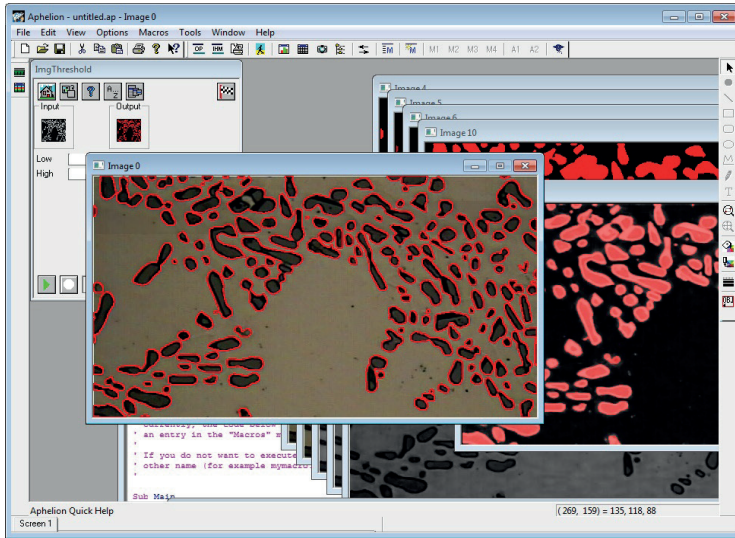 Aphelion - untitled.ap - Image 0
File Edit View Options Macros Tools Window Help
OP THM M M M1 M2 M3 M4 A1 A2
ImgThreshold
A Z
Input Output
Low
High
Image 4
Image 5
Image 6
Image 10
Image 0
T
OBJ
' an entry in the "Macros" m
'
' If you do not want to execute
' other name (for example mymacro
'
Sub Main
Aphelion Quick Help
(269, 159) = 135, 118, 88
Screen 1